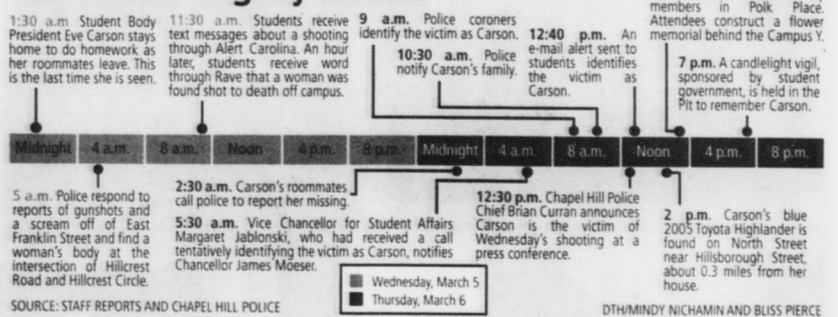 1:30 a.m. Student Body
President Eve Carson stays
home to do homework as
her roommates leave. This
is the last time she is seen.
11:30 a.m. Students receive
text messages about a shooting
through Alert Carolina. An hour
later, students receive word
through Rave that a woman was
found shot to death off campus.
9 a.m. Police coroners
identify the victim as Carson.
10:30 a.m. Police
notify Carson's family.
12:40 p.m. An
e-mail alert sent to
students identifies
the victim as
Carson.
members in Polk Place.
Attendees construct a flower
memorial behind the Campus Y.
7 p.m. A candlelight vigil,
sponsored by student
government, is held in the
Pit to remember Carson.
Midnight 4 a.m. 8 a.m. Noon 4 p.m. 8 p.m. Midnight 4 a.m. 8 a.m. Noon 4 p.m. 8 p.m.
5 a.m. Police respond to
reports of gunshots and
a scream off of East
Franklin Street and find a
woman's body at the
intersection of Hillcrest
Road and Hillcrest Circle.
2:30 a.m. Carson's roommates
call police to report her missing.
5:30 a.m. Vice Chancellor for Student Affairs
Margaret Jablonski, who had received a call
tentatively identifying the victim as Carson, notifies
Chancellor James Moeser.
12:30 p.m. Chapel Hill Police
Chief Brian Curran announces
Carson is the victim of
Wednesday's shooting at a
press conference.
2 p.m. Carson's blue
2005 Toyota Highlander is
found on North Street
near Hillsborough Street,
about 0.3 miles from her
house.
Wednesday, March 5
Thursday, March 6
SOURCE: STAFF REPORTS AND CHAPEL HILL POLICE
DTH/MINDY NICHAMIN AND BLISS PIERCE